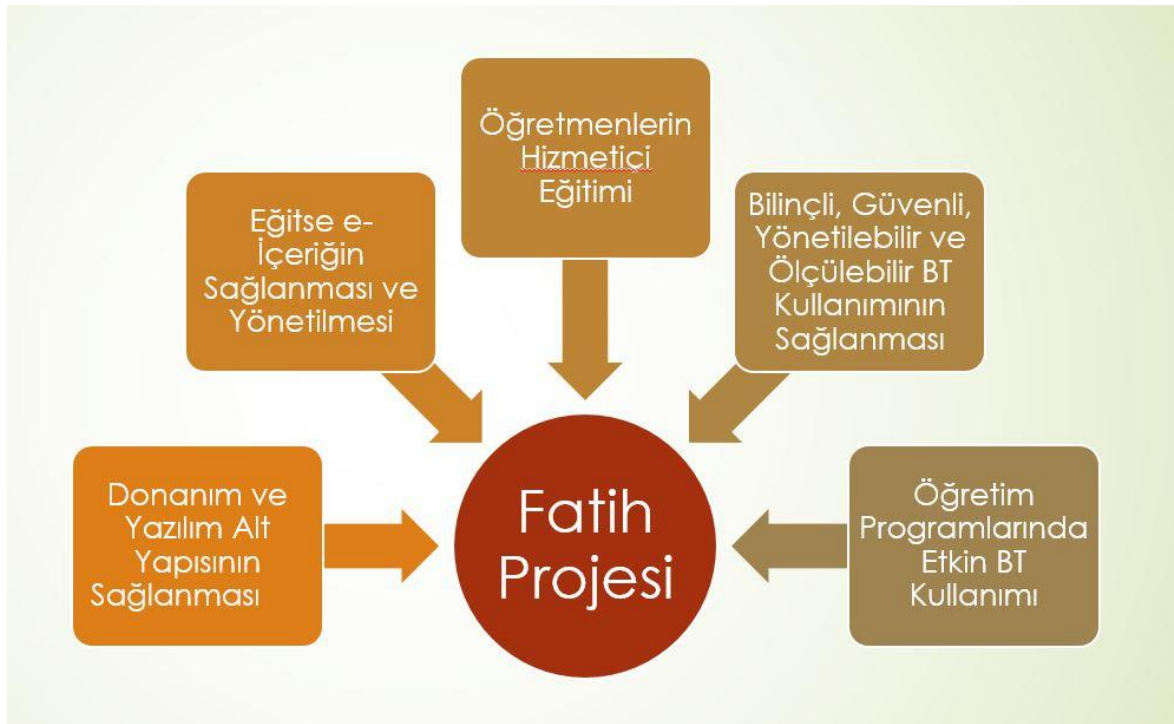 Öğretmenlerin
Hizmetiçi
Eğitimi
Eğitse e-
İçeriğin
Sağlanması ve
Yönetilmesi
Bilinçli, Güvenli,
Yönetilebilir ve
Ölçülebilir BT
Kullanımının
Sağlanması
Donanım ve
Yazılım Alt
Yapısının
Sağlanması
Fatih
Projesi
Öğretim
Programlarında
Etkin BT
Kullanımı